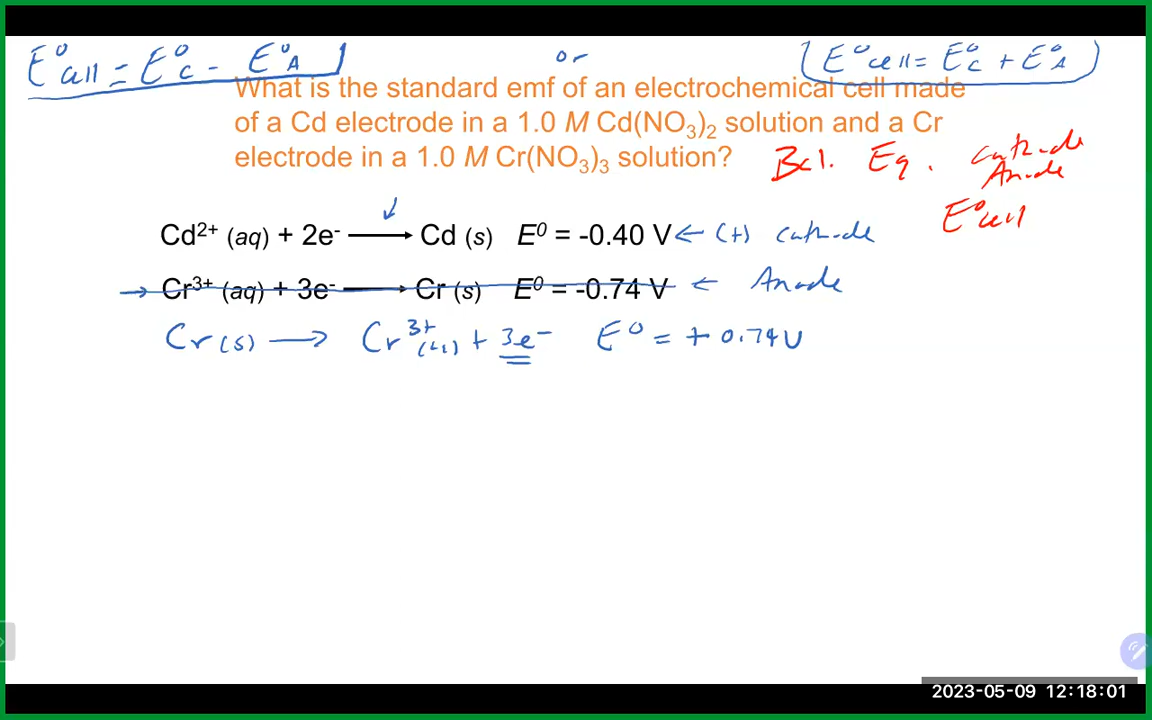 E°cell = E°C - E°A or E°cell = E°C + E°A
What is the standard emf of an electrochemical cell made
of a Cd electrode in a 1.0 M Cd(NO3)2 solution and a Cr
electrode in a 1.0 M Cr(NO3)3 solution?
Bal. Eq. Cathode
Anode
E°cell
Cd2+ (aq) + 2e- → Cd (s) E0 = -0.40 V ← (+) cathode
→ Cr3+ (aq) + 3e- → Cr (s) E0 = -0.74 V ← Anode
Cr(s) → Cr3+ + 3e- E° = +0.74V
2023-05-09 12:18:01